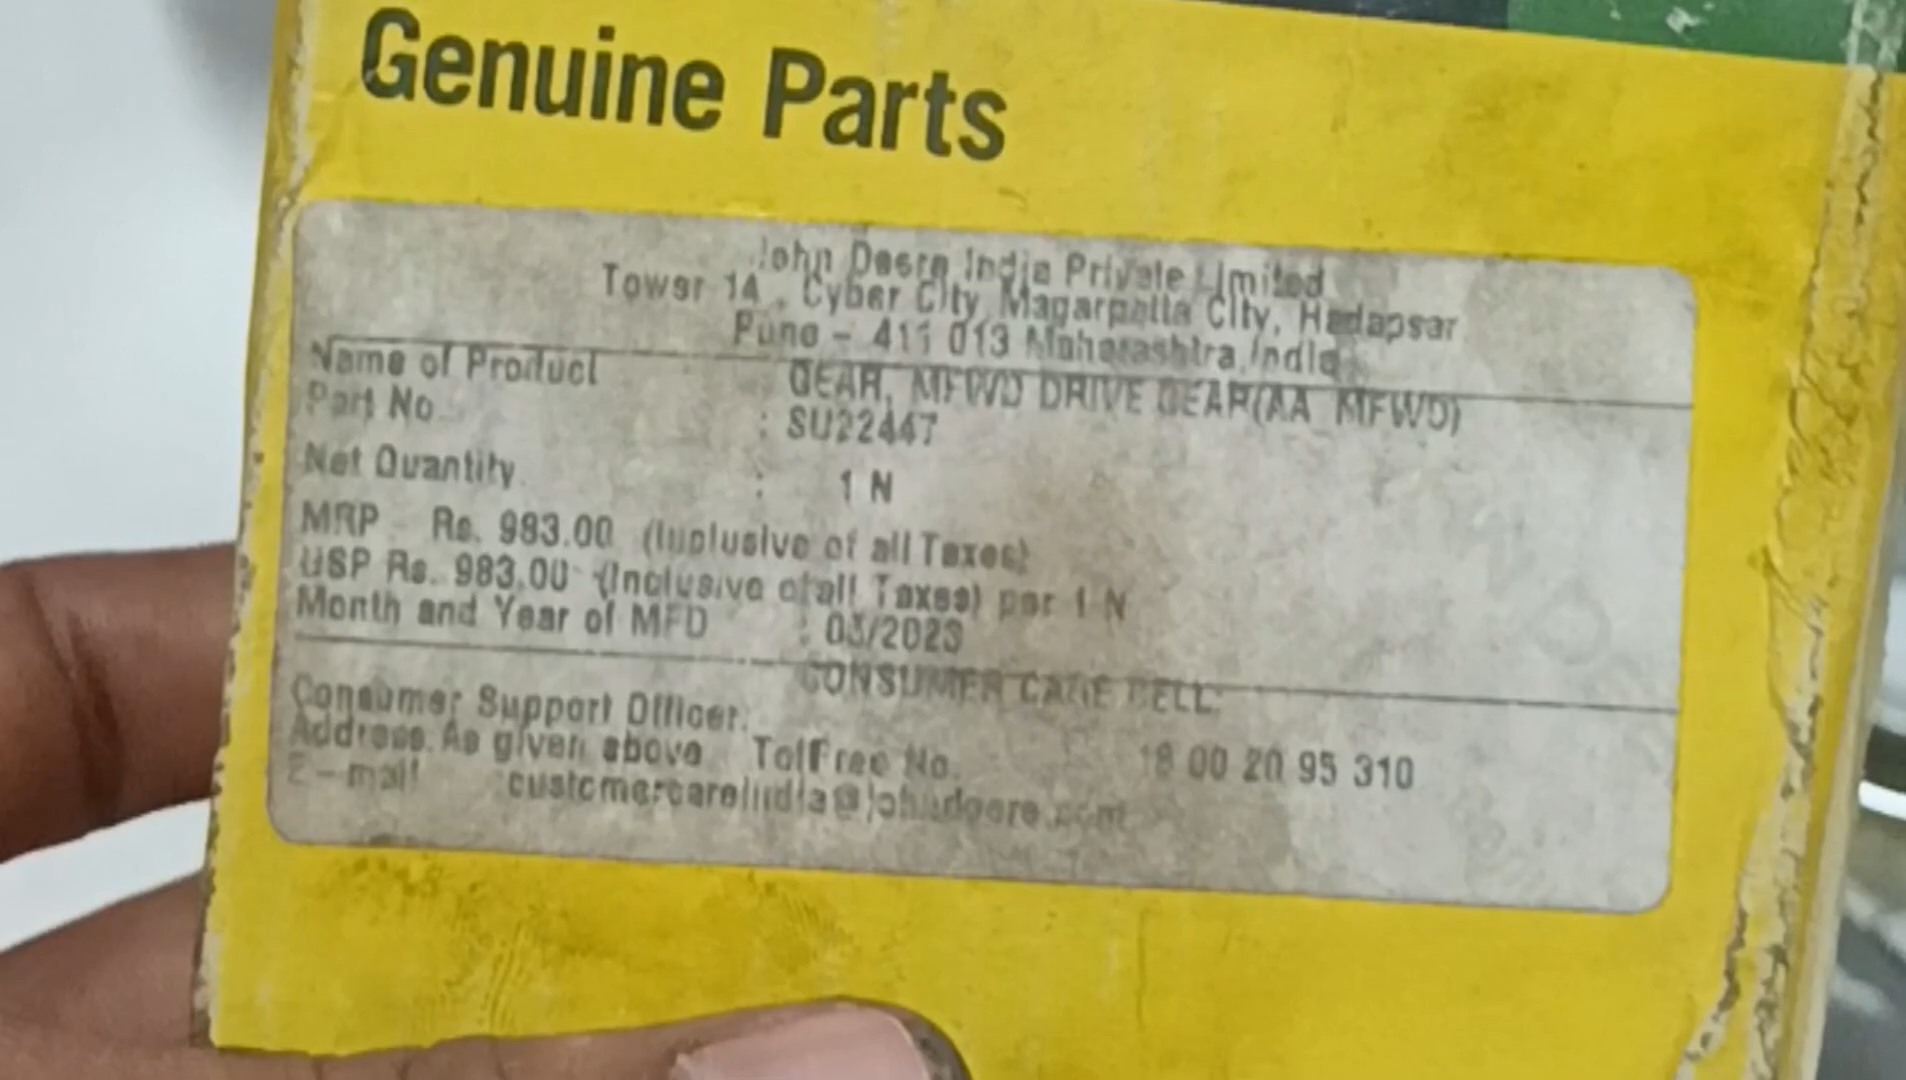 Genuine Parts
John Deere India Private Limited
Tower 14, Cyber City, Magarpatta City, Hadapsar
Pune - 411 013 Maharashtra, India
Name of Product GEAR, MFWD DRIVE GEAR(AA MFWD)
Part No : SU22447
Net Quantity : 1 N
MRP Rs. 983.00 (Inclusive of all Taxes)
USP Rs. 983.00 (Inclusive of all Taxes) per 1 N
Month and Year of MFD : 03/2023
CONSUMER CARE CELL
Consumer Support Officer.
Address. As given above TollFree No. 18 00 20 95 310
E-mail customercareindia@johndeere.com